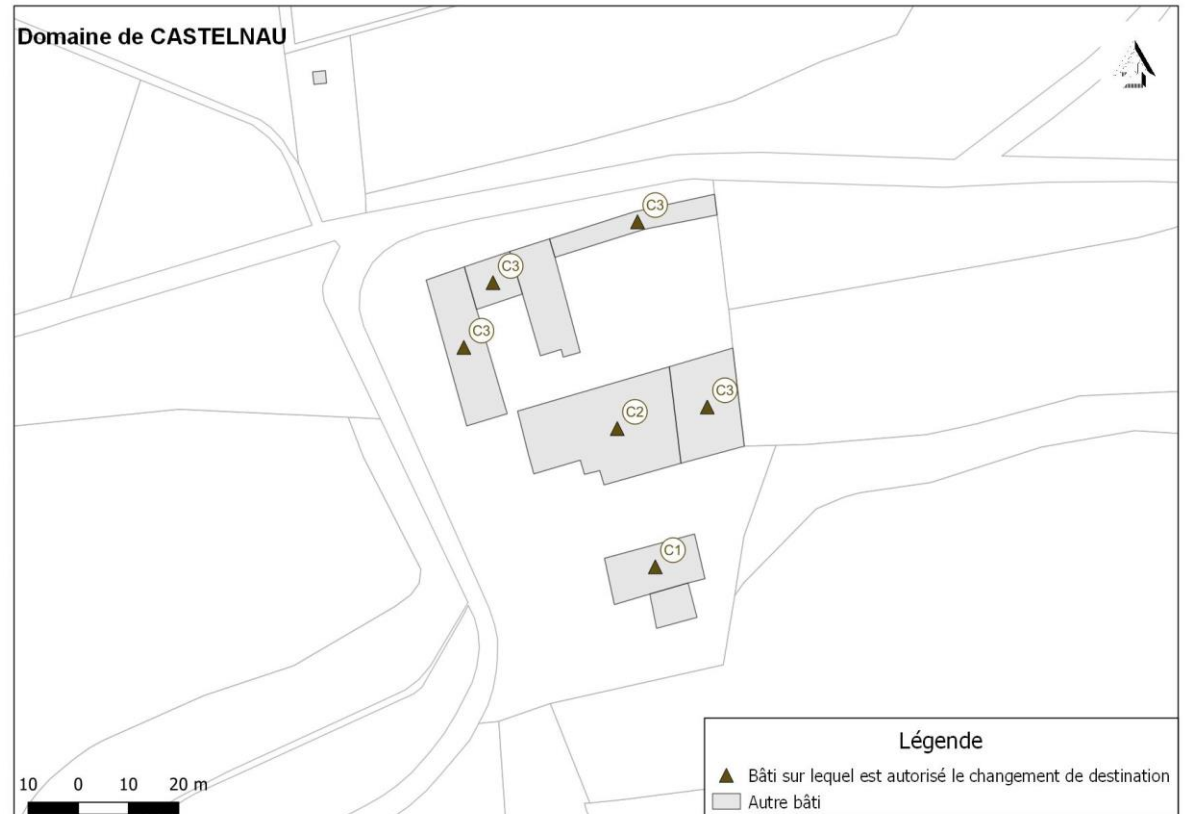 Domaine de CASTELNAU
C3
C3
C3
C3
C2
C1
Légende
Bâti sur lequel est autorisé le changement de destination
Autre bâti
10 0 10 20 m